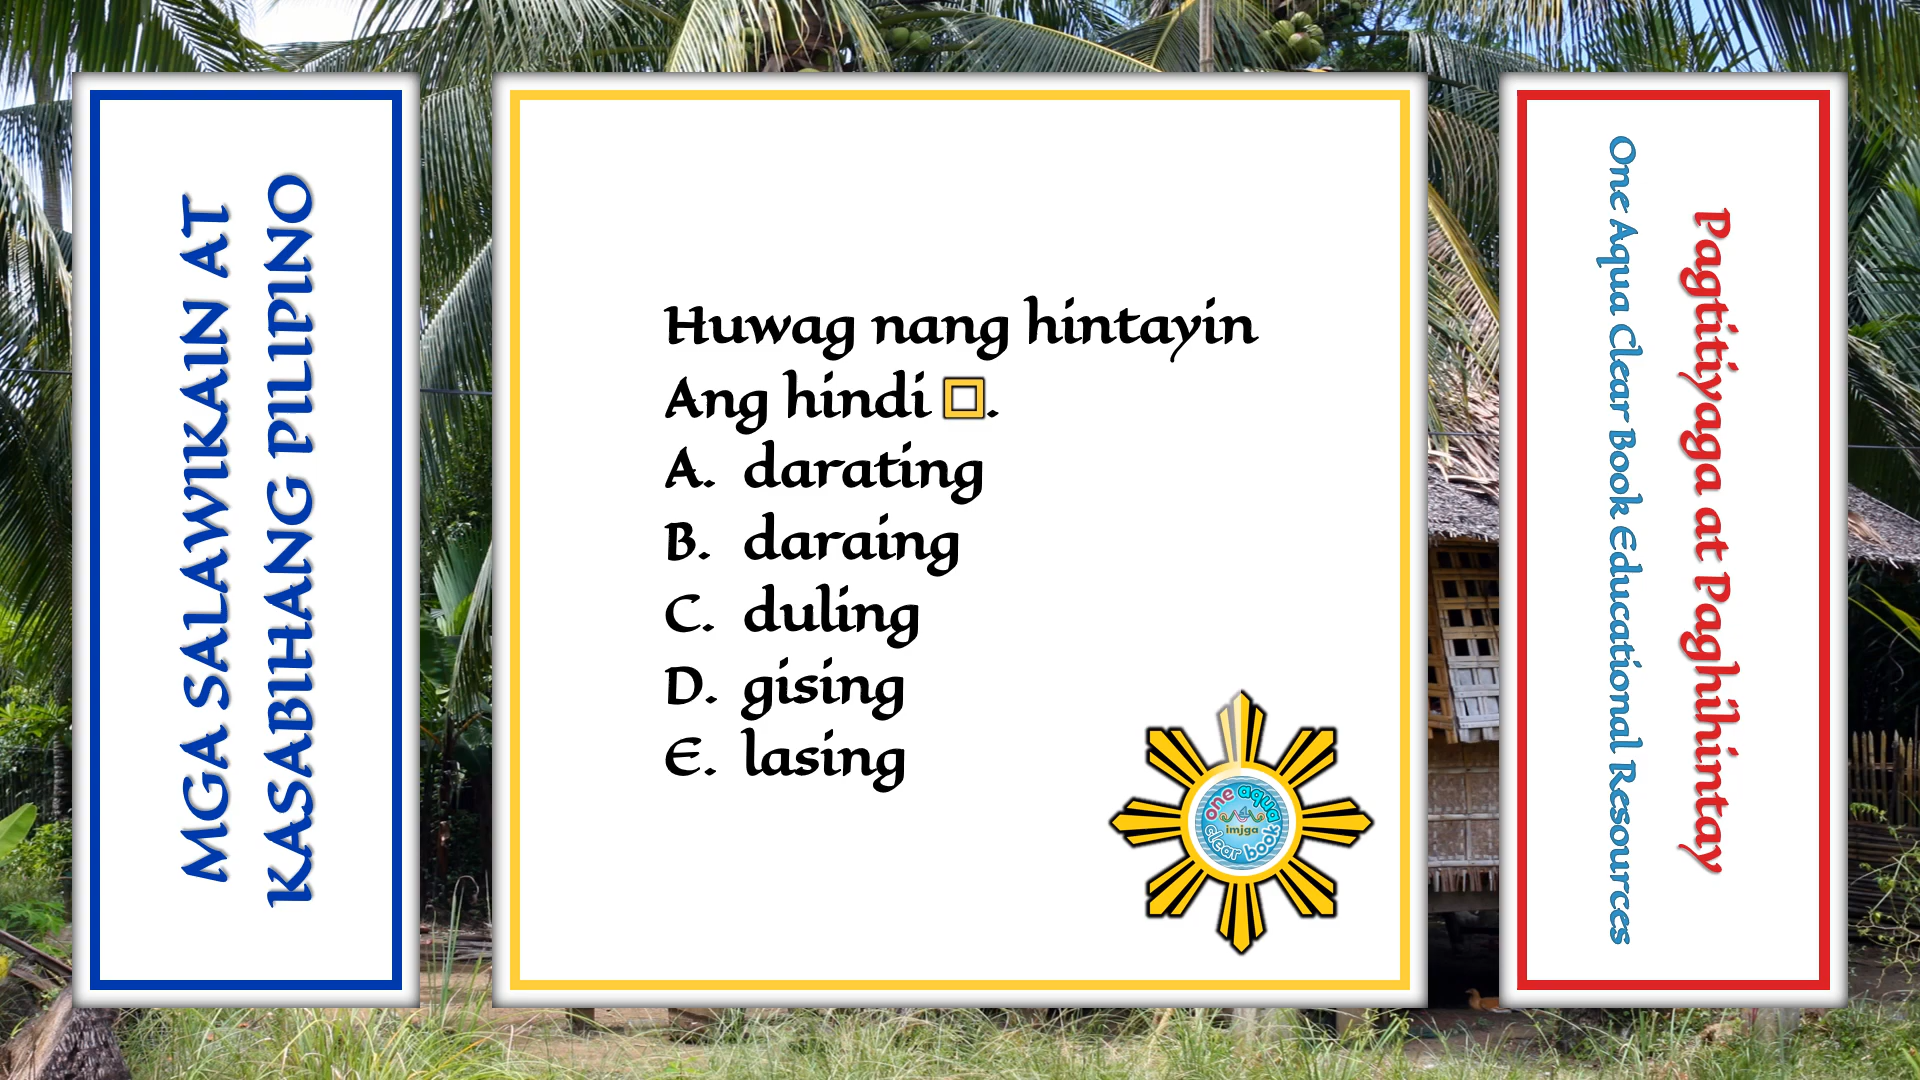 MGA SALAWIKAIN AT
KASABIHANG PILIPINO
Huwag nang hintayin
Ang hindi □.
A. darating
B. daraing
C. duling
D. gising
E. lasing
one aqua
imjga
clear book
Pagtitiyaga at Paghihintay
One Aqua Clear Book Educational Resources